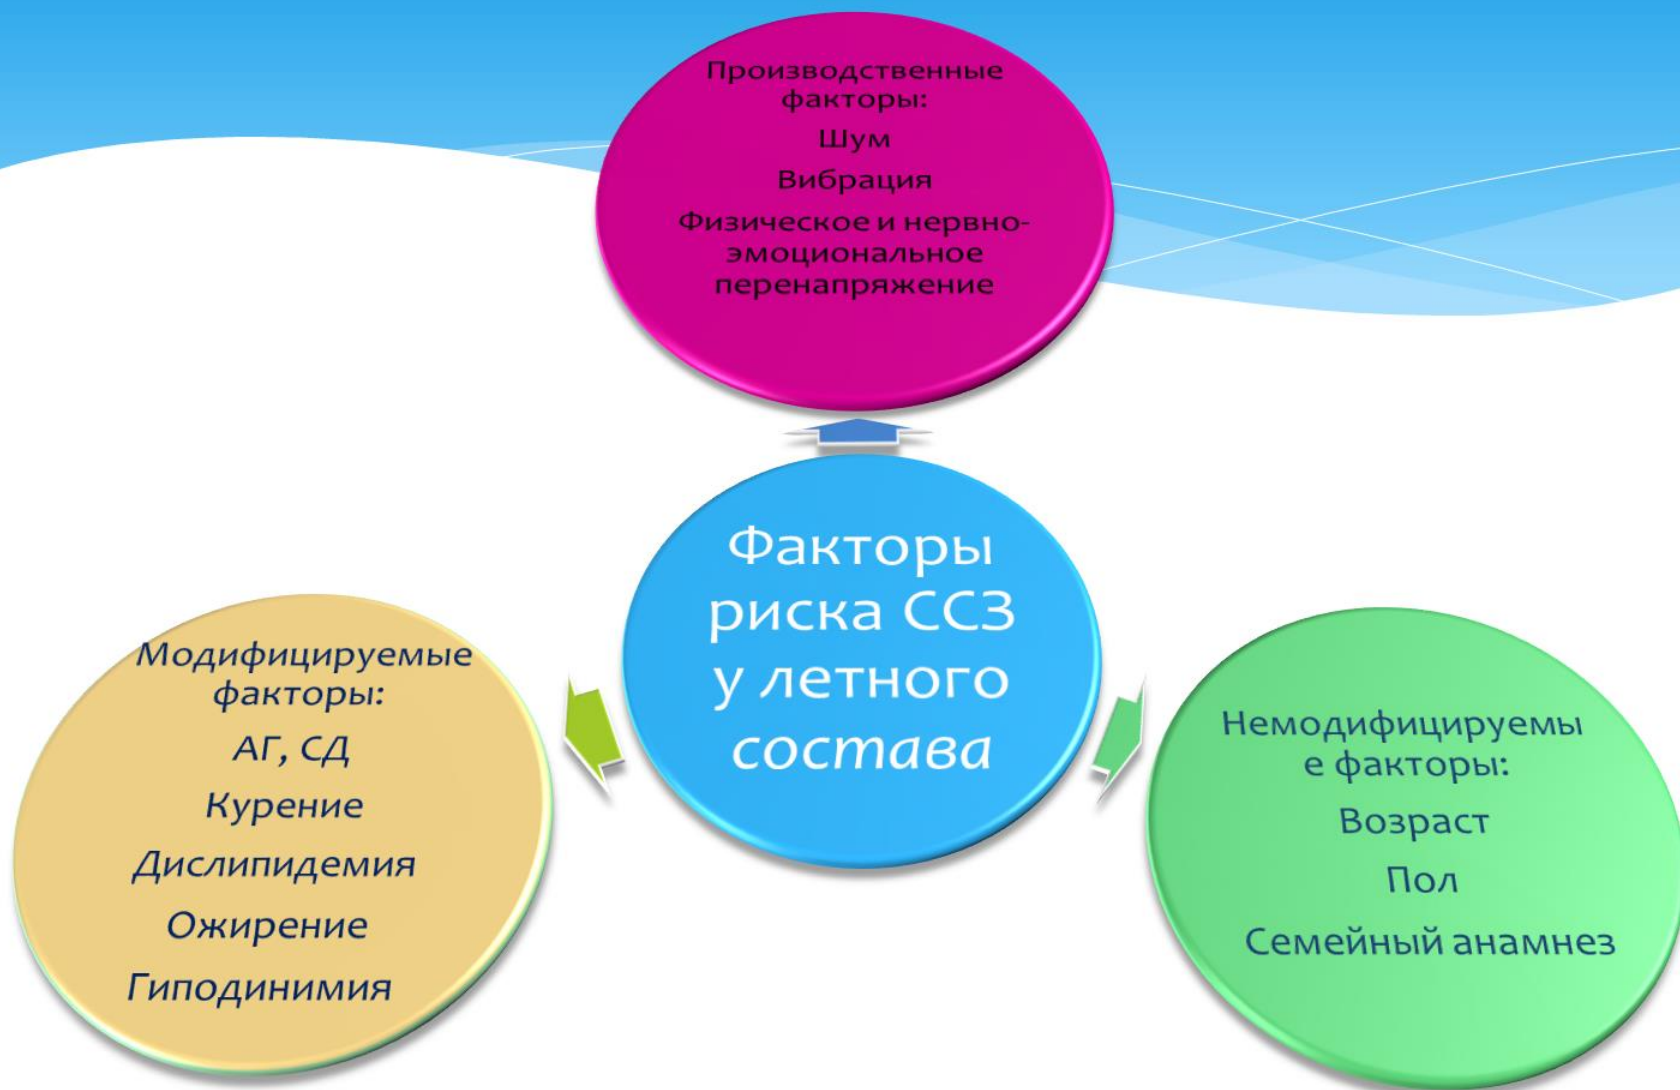 Производственные
факторы:
Шум
Вибрация
Физическое и нервно-
эмоциональное
перенапряжение
Факторы
риска ССЗ
у летного
состава
Модифицируемые
факторы:
АГ, СД
Курение
Дислипидемия
Ожирение
Гиподинимия
Немодифицируемы
е факторы:
Возраст
Пол
Семейный анамнез